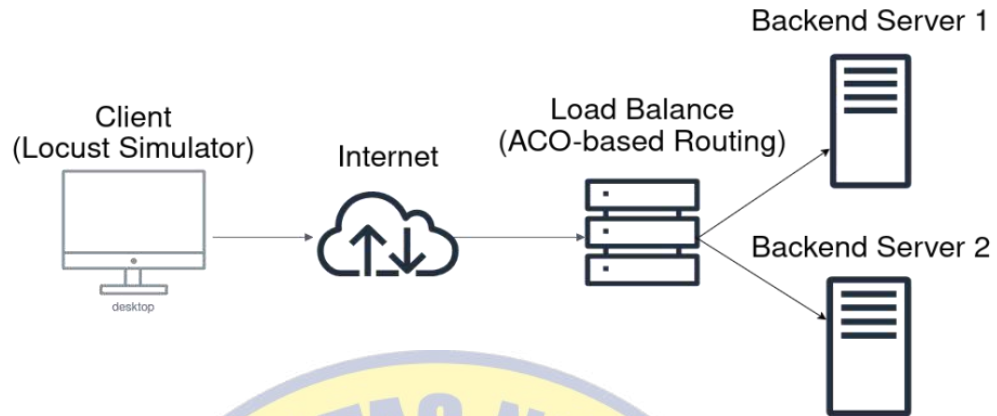 Backend Server 1
Client
(Locust Simulator)
Internet
Load Balance
(ACO-based Routing)
desktop
Backend Server 2